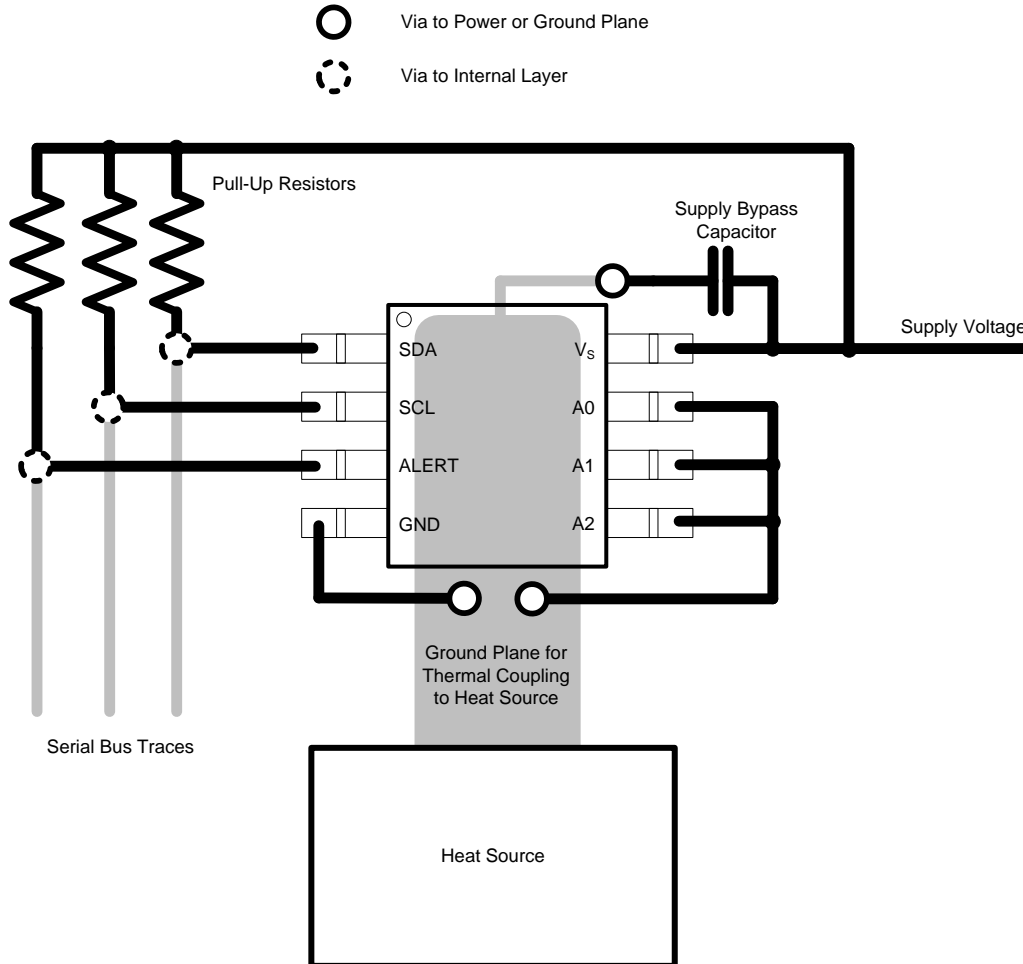 Via to Power or Ground Plane
Via to Internal Layer
Pull-Up Resistors
Supply Bypass
Capacitor
Supply Voltage
SDA
VS
SCL
A0
ALERT
A1
GND
A2
Ground Plane for
Thermal Coupling
to Heat Source
Serial Bus Traces
Heat Source